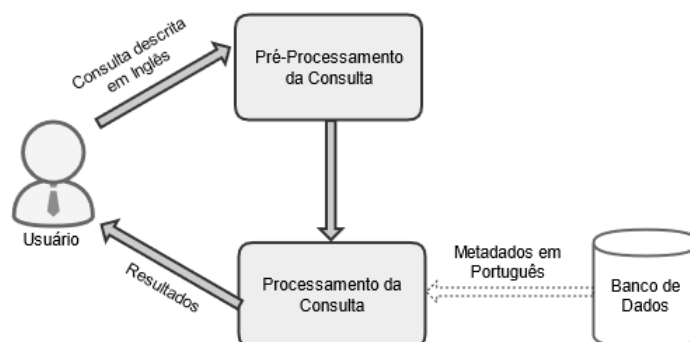 Consulta descrita
em Inglês
Pré-Processamento
da Consulta
Usuário
Resultados
Processamento da
Consulta
Metadados em
Português
Banco de
Dados